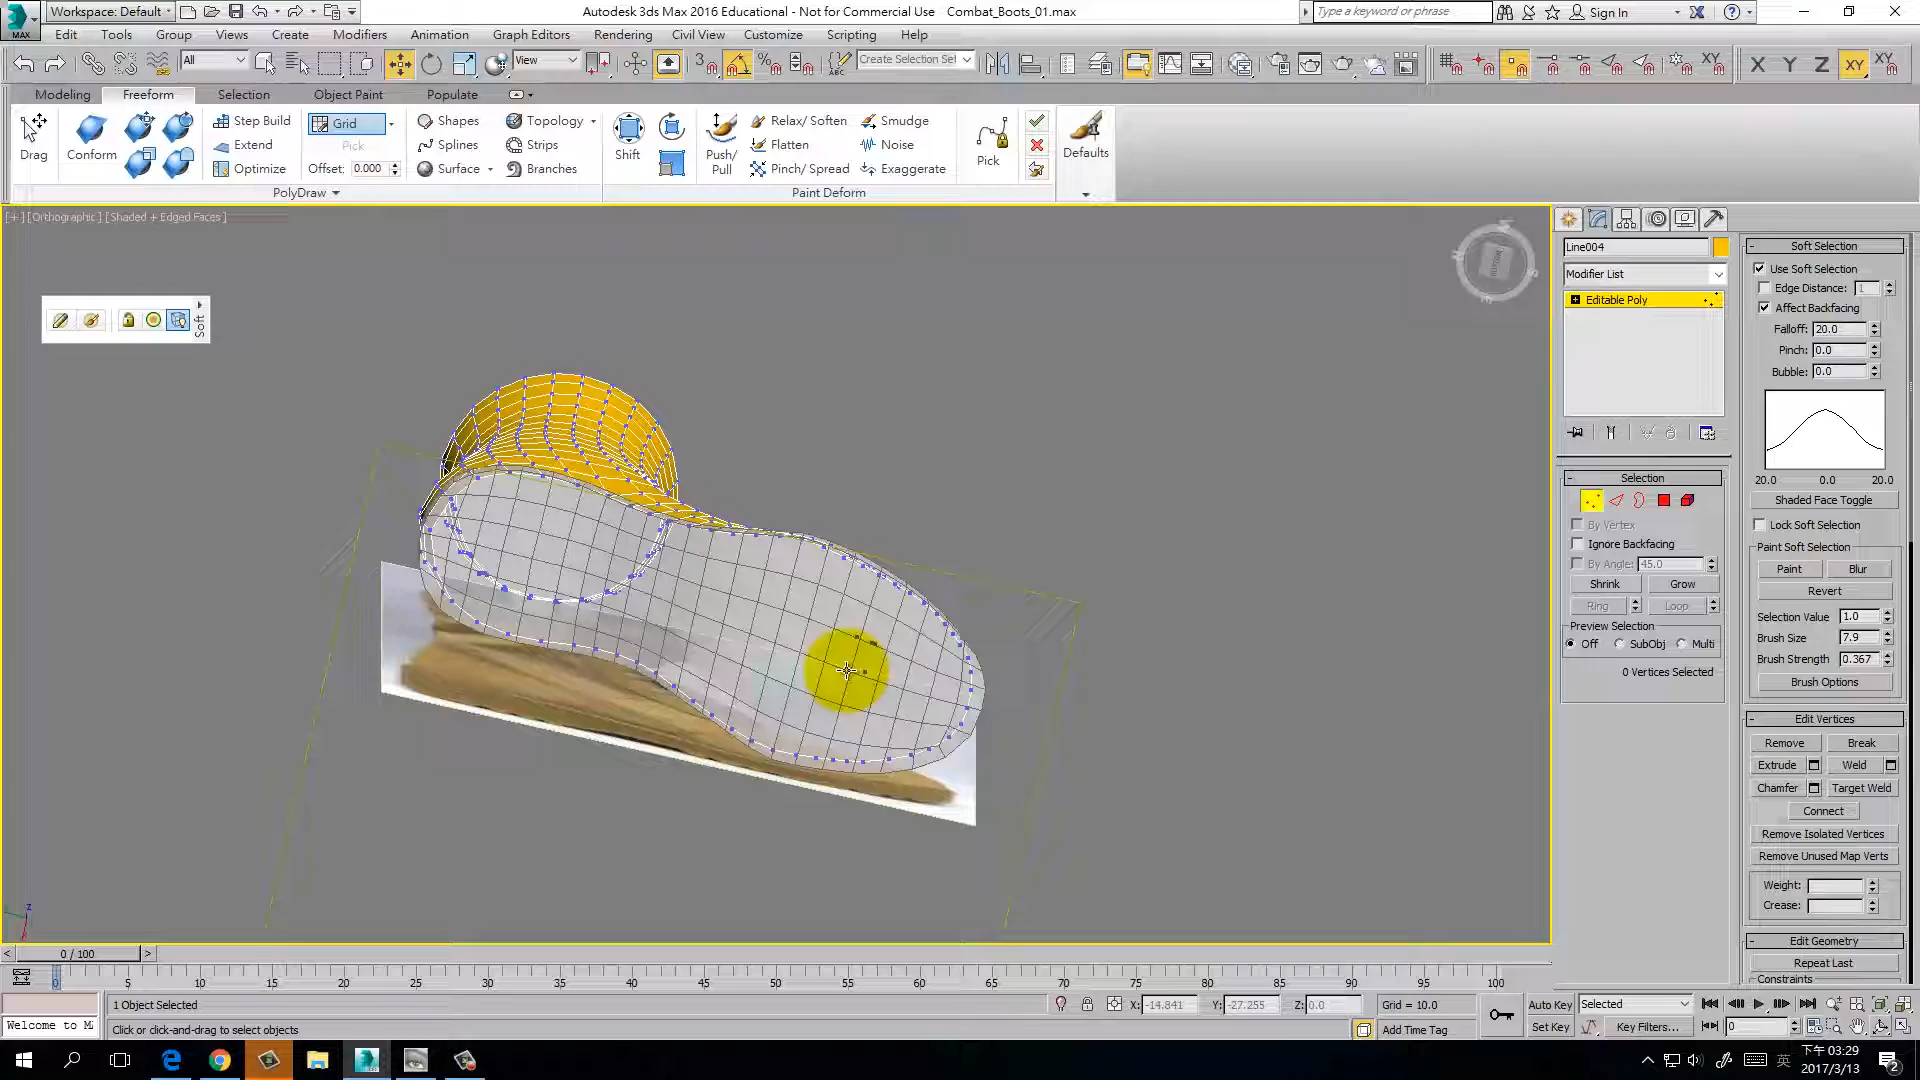 MAX
Workspace: Default
Autodesk 3ds Max 2016 Educational - Not for Commercial Use Combat_Boots_01.max
Type a keyword or phrase
Sign In
Edit Tools Group Views Create Modifiers Animation Graph Editors Rendering Civil View Customize Scripting Help
All
View
Create Selection Set
X Y Z XY
Modeling Freeform Selection Object Paint Populate
Drag
Conform
Step Build
Extend
Optimize
Grid
Pick
Offset: 0.000
Shapes
Splines
Surface
Topology
Strips
Branches
Shift
Push/
Pull
Relax/ Soften
Flatten
Pinch/ Spread
Smudge
Noise
Exaggerate
Pick
Defaults
PolyDraw
Paint Deform
[+] [Orthographic] [Shaded + Edged Faces]
Soft
Line004
Modifier List
Editable Poly
Selection
By Vertex
Ignore Backfacing
By Angle: 45.0
Shrink Grow
Ring Loop
Preview Selection
Off SubObj Multi
0 Vertices Selected
Soft Selection
Use Soft Selection
Edge Distance: 1
Affect Backfacing
Falloff: 20.0
Pinch: 0.0
Bubble: 0.0
20.0 0.0 20.0
Shaded Face Toggle
Lock Soft Selection
Paint Soft Selection
Paint Blur
Revert
Selection Value 1.0
Brush Size 7.9
Brush Strength 0.367
Brush Options
Edit Vertices
Remove Break
Extrude Weld
Chamfer Target Weld
Connect
Remove Isolated Vertices
Remove Unused Map Verts
Weight:
Crease:
Edit Geometry
Repeat Last
Constraints
z
0 / 100
0 5 10 15 20 25 30 35 40 45 50 55 60 65 70 75 80 85 90 95 100
1 Object Selected
X: -14.841 Y: -27.255 Z: 0.0
Grid = 10.0
Auto Key Selected
Welcome to M
Click or click-and-drag to select objects
Add Time Tag
Set Key Key Filters...
0
英
下午 03:29
2017/3/13
2